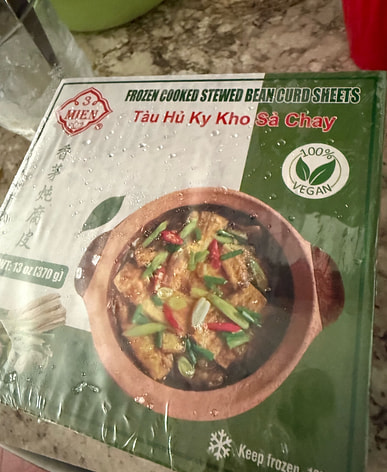 3
MIEN
FROZEN COOKED STEWED BEAN CURD SHEETS
Tàu Hủ Ky Kho Sả Chay
100%
VEGAN
香茅炖腐皮
WT: 13 oz (370 g)
Keep frozen